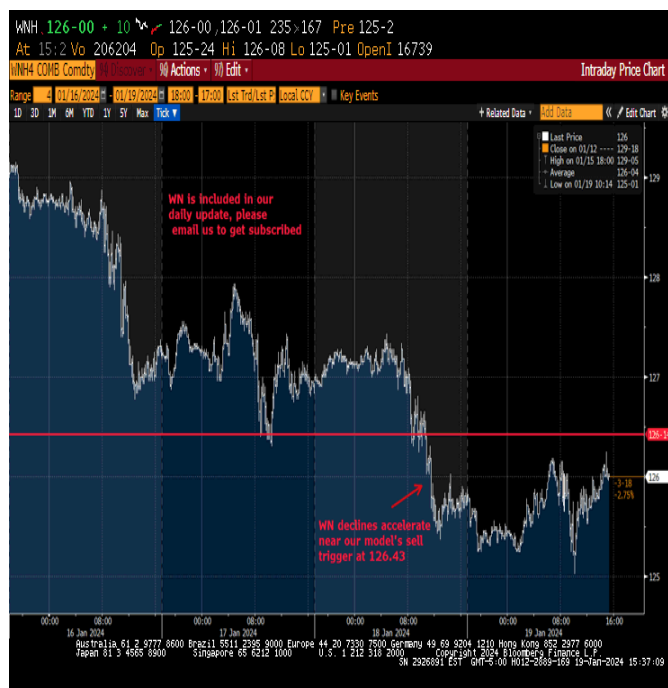 WNH 126-00 + 10 126-00 ,126-01 235×167 Pre 125-2
At 15:2 Vo 206204 Op 125-24 Hi 126-08 Lo 125-01 OpenI 16739
WNH4 COMB Comdty Discover 98) Actions 97) Edit Intraday Price Chart
Range 4 01/16/2024 - 01/19/2024 18:00 - 17:00 Lst Trd/Lst P Local CCY Key Events
1D 3D 1M 6M YTD 1Y 5Y Max Tick + Related Data Add Data « Edit Chart
Last Price 126
Close on 01/12 ---- 129-18
High on 01/15 18:00 129-05
Average 126-04
Low on 01/19 10:14 125-01
129
WN is included in our
daily update, please
email us to get subscribed
128
127
126
-3-18
-2.75%
WN declines accelerate
near our model's sell
trigger at 126.43
125
00:00 08:00 00:00 08:00 00:00 08:00 00:00 08:00 16:00
16 Jan 2024 17 Jan 2024 18 Jan 2024 19 Jan 2024
Australia 61 2 9777 8600 Brazil 5511 2395 9000 Europe 44 20 7330 7500 Germany 49 69 9204 1210 Hong Kong 852 2977 6000
Japan 81 3 4565 8900 Singapore 65 6212 1000 U.S. 1 212 318 2000 Copyright 2024 Bloomberg Finance L.P.
SN 2926891 EST GMT-5:00 H012-2889-169 19-Jan-2024 15:37:09